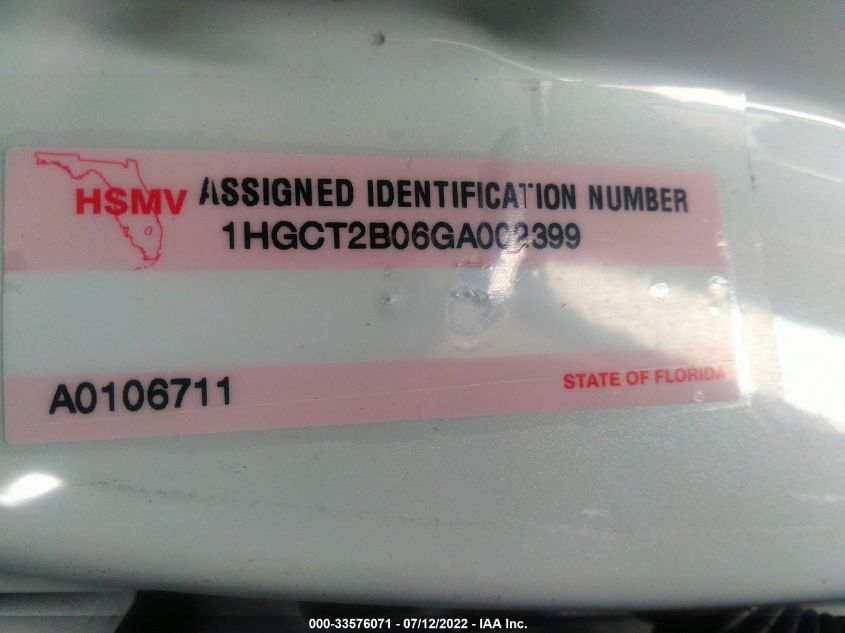 HSMV ASSIGNED IDENTIFICATION NUMBER
1HGCT2B06GA002399
A0106711
STATE OF FLORIDA
000-33576071 - 07/12/2022 - IAA Inc.